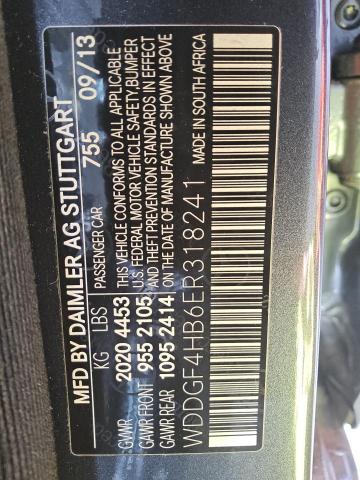 MFD BY DAIMLER AG STUTTGART
PASSENGER CAR 755 09/13
KG LBS
GVWR 2020 4453
GAWR FRONT 955 2105
GAWR REAR 1095 2414
THIS VEHICLE CONFORMS TO ALL APPLICABLE
U.S. FEDERAL MOTOR VEHICLE SAFETY, BUMPER
AND THEFT PREVENTION STANDARDS IN EFFECT
ON THE DATE OF MANUFACTURE SHOWN ABOVE
WDDGF4HB6ER318241
MADE IN SOUTH AFRICA